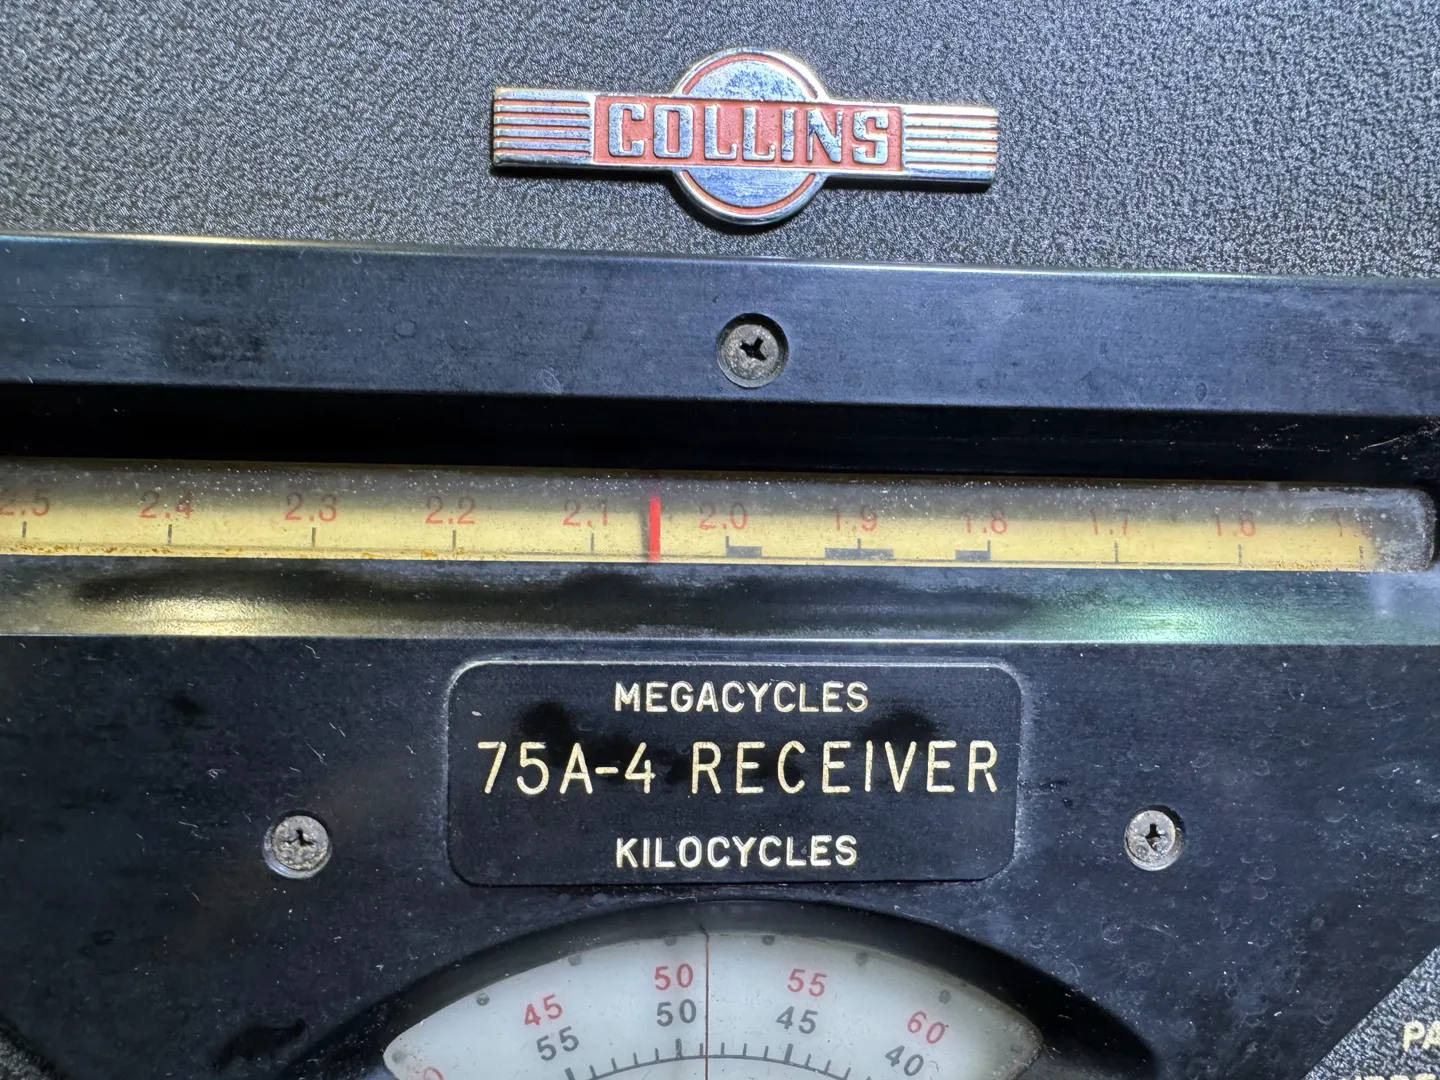 COLLINS
2.5 2.4 2.3 2.2 2.1 2.0 1.9 1.8 1.7 1.6
MEGACYCLES
75A-4 RECEIVER
KILOCYCLES
45 50 55 60
55 50 45 40